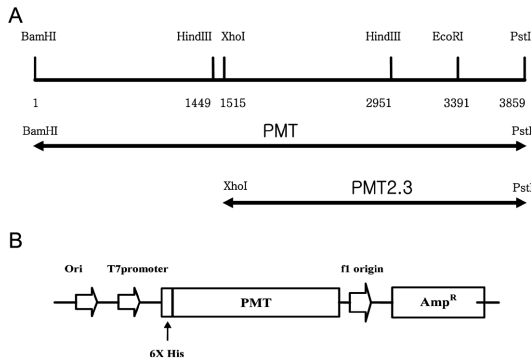 A
BamHI HindIII XhoI HindIII EcoRI PstI
1 1449 1515 2951 3391 3859
BamHI PMT PstI
XhoI PMT2.3 PstI
B
Ori T7promoter f1 origin
PMT Amp^R
6X His